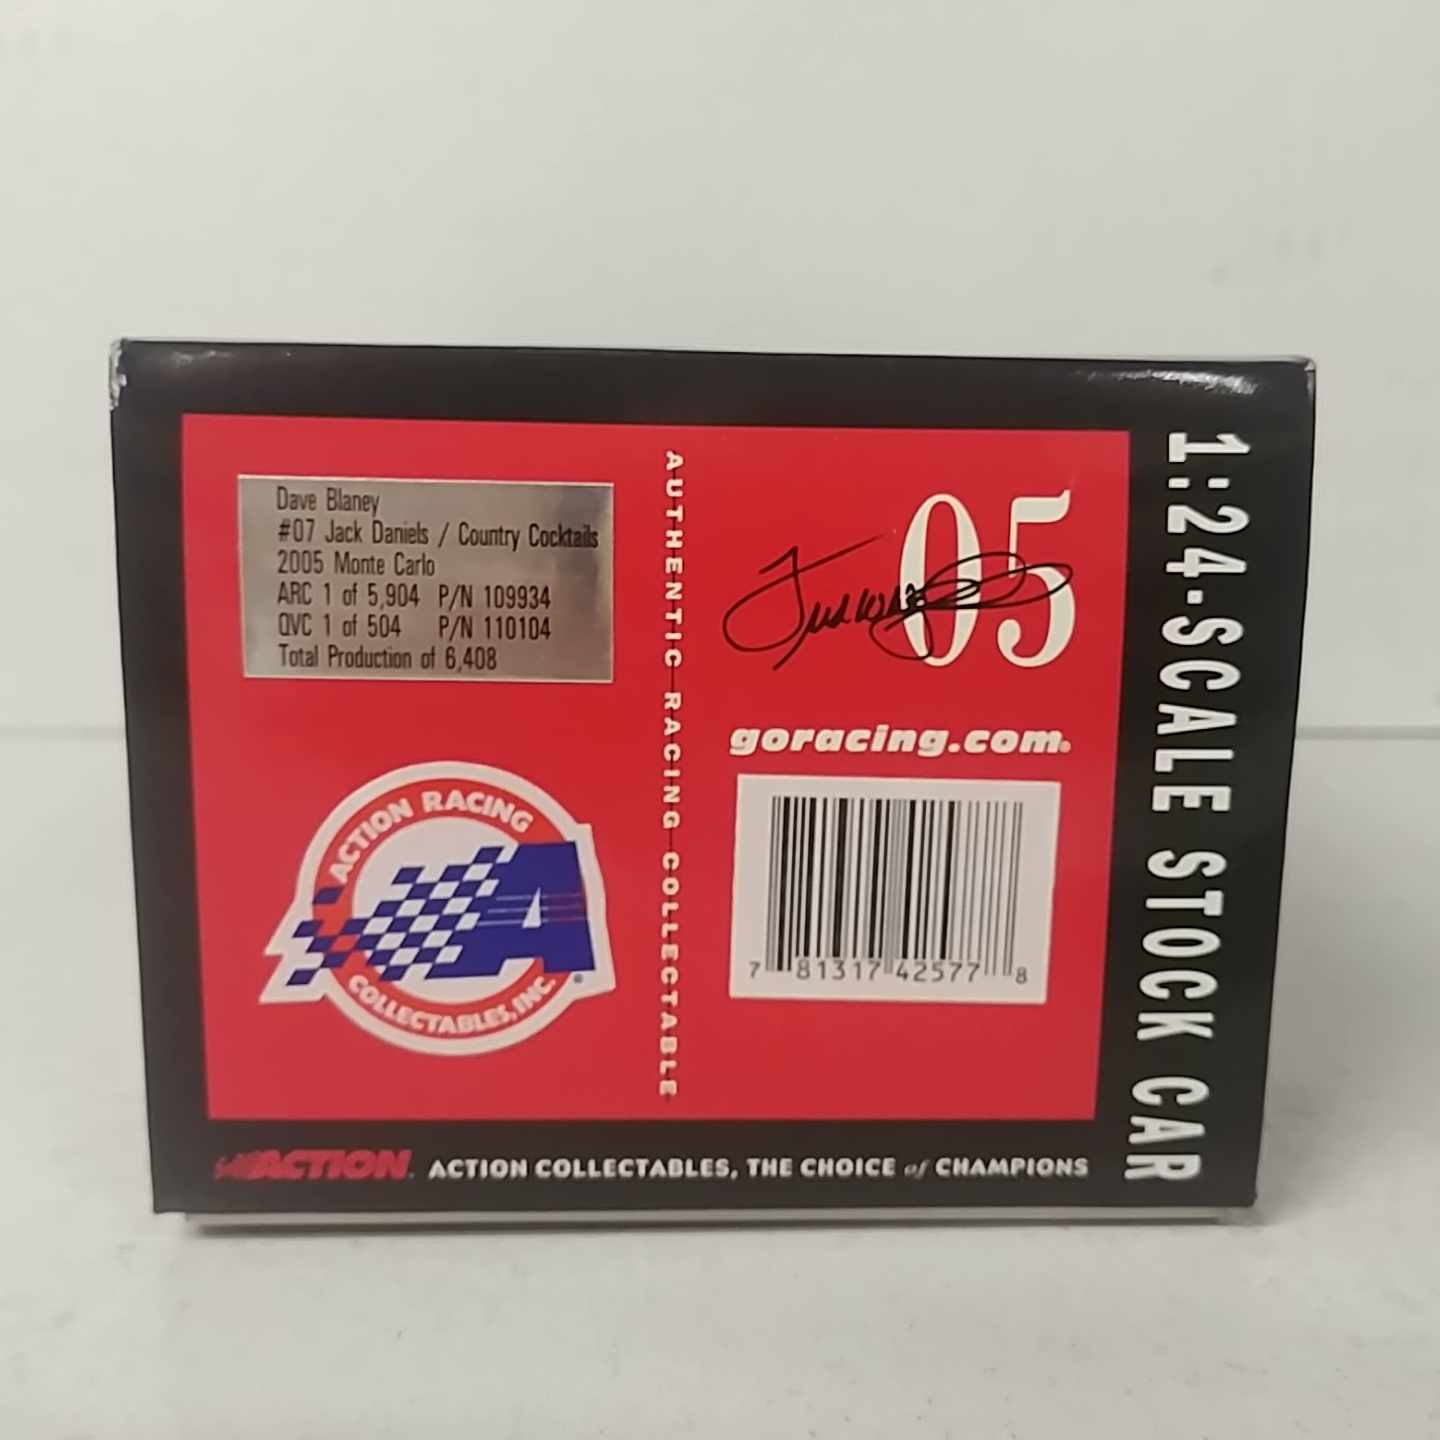 Dave Blaney
#07 Jack Daniels / Country Cocktails
2005 Monte Carlo
ARC 1 of 5,904 P/N 109934
QVC 1 of 504 P/N 110104
Total Production of 6,408
ACTION RACING
A
COLLECTABLES, INC.
AUTHENTIC RACING COLLECTABLE
05
goracing.com®
7 81317 42577 8
1:24-SCALE STOCK CAR
ACTION ACTION COLLECTABLES, THE CHOICE of CHAMPIONS